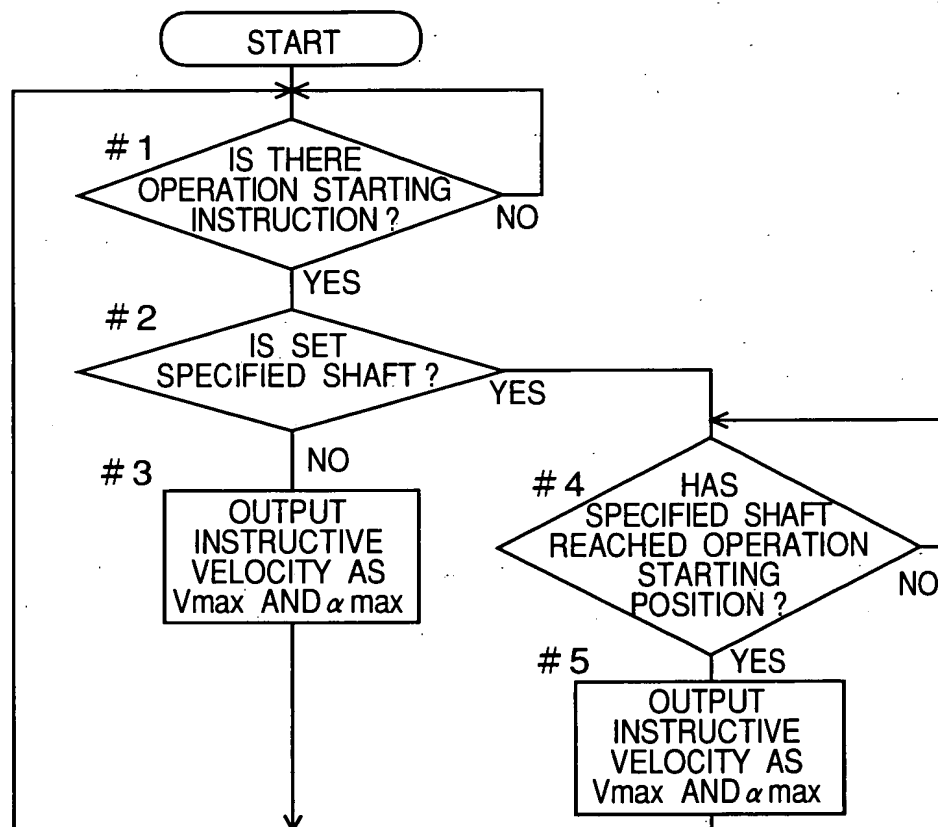 START
#1
IS THERE
OPERATION STARTING
INSTRUCTION?
NO
YES
#2
IS SET
SPECIFIED SHAFT?
YES
NO
#3
OUTPUT
INSTRUCTIVE
VELOCITY AS
Vmax AND α max
#4
HAS
SPECIFIED SHAFT
REACHED OPERATION
STARTING
POSITION?
NO
YES
#5
OUTPUT
INSTRUCTIVE
VELOCITY AS
Vmax AND α max